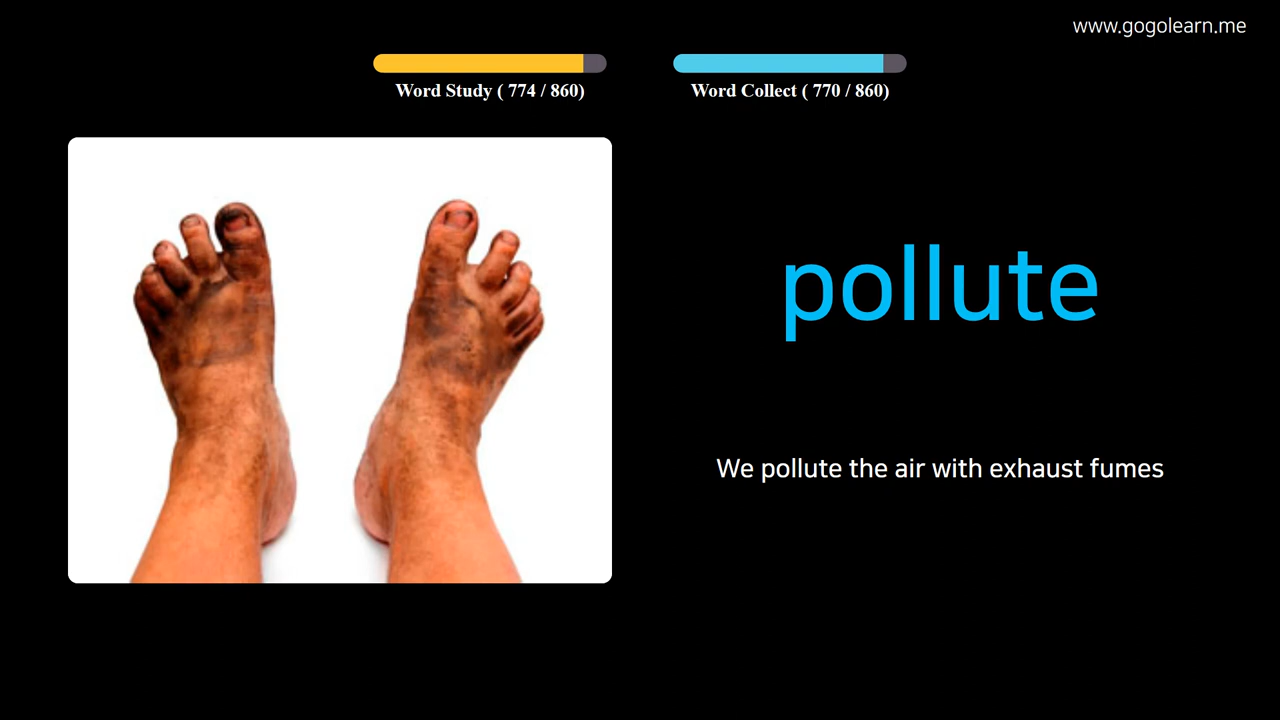 www.gogolearn.me
Word Study ( 774 / 860)
Word Collect ( 770 / 860)
pollute
We pollute the air with exhaust fumes